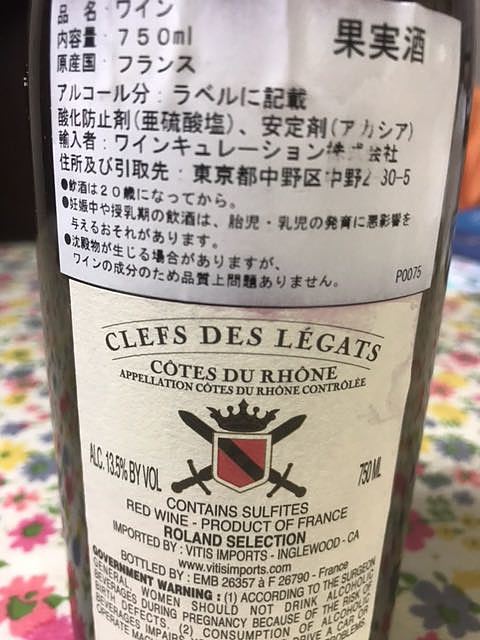 品 名・ワイン
内容量・750ml
果実酒
原産国・フランス
アルコール分：ラベルに記載
酸化防止剤(亜硫酸塩)、安定剤(アカシア)
輸入者：ワインキュレーション株式会社
住所及び引取先：東京都中野区中野2-30-5
●飲酒は20歳になってから。
●妊娠中や授乳期の飲酒は、胎児・乳児の発育に悪影響を
与えるおそれがあります。
●沈殿物が生じる場合がありますが、
ワインの成分のため品質上問題ありません。
P0075
CLEFS DES LÉGATS
CÔTES DU RHÔNE
APPELLATION CÔTES DU RHÔNE CONTRÔLÉE
ALC. 13.5% BY VOL
750 ML
CONTAINS SULFITES
RED WINE - PRODUCT OF FRANCE
ROLAND SELECTION
IMPORTED BY : VITIS IMPORTS - INGLEWOOD - CA
www.vitisimports.com
BOTTLED BY : EMB 26357 à F 26790 - France
GOVERNMENT WARNING : (1) ACCORDING TO THE SURGEON
GENERAL WOMEN SHOULD NOT DRINK ALCOHOLIC
BEVERAGES DURING PREGNANCY BECAUSE OF THE RISK OF
BIRTH DEFECTS. (2) CONSUMPTION OF ALCOHOLIC
BEVERAGES IMPAIRS DRIVE A CAR OR
OPERATE